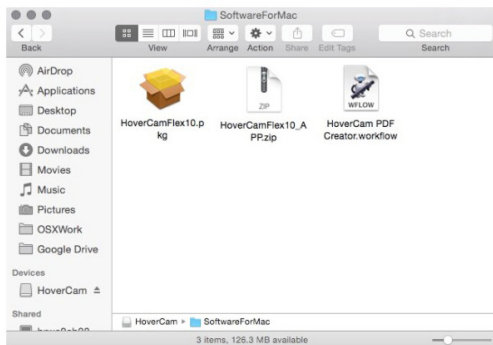 SoftwareForMac
Back
View
Arrange
Action
Share
Edit Tags
Search
Search
AirDrop
Applications
Desktop
Documents
Downloads
Movies
Music
Pictures
OSXWork
Google Drive
Devices
HoverCam
Shared
ZIP
WFLOW
HoverCamFlex10.p
kg
HoverCamFlex10_A
PP.zip
HoverCam PDF
Creator.workflow
HoverCam
SoftwareForMac
3 items, 126.3 MB available